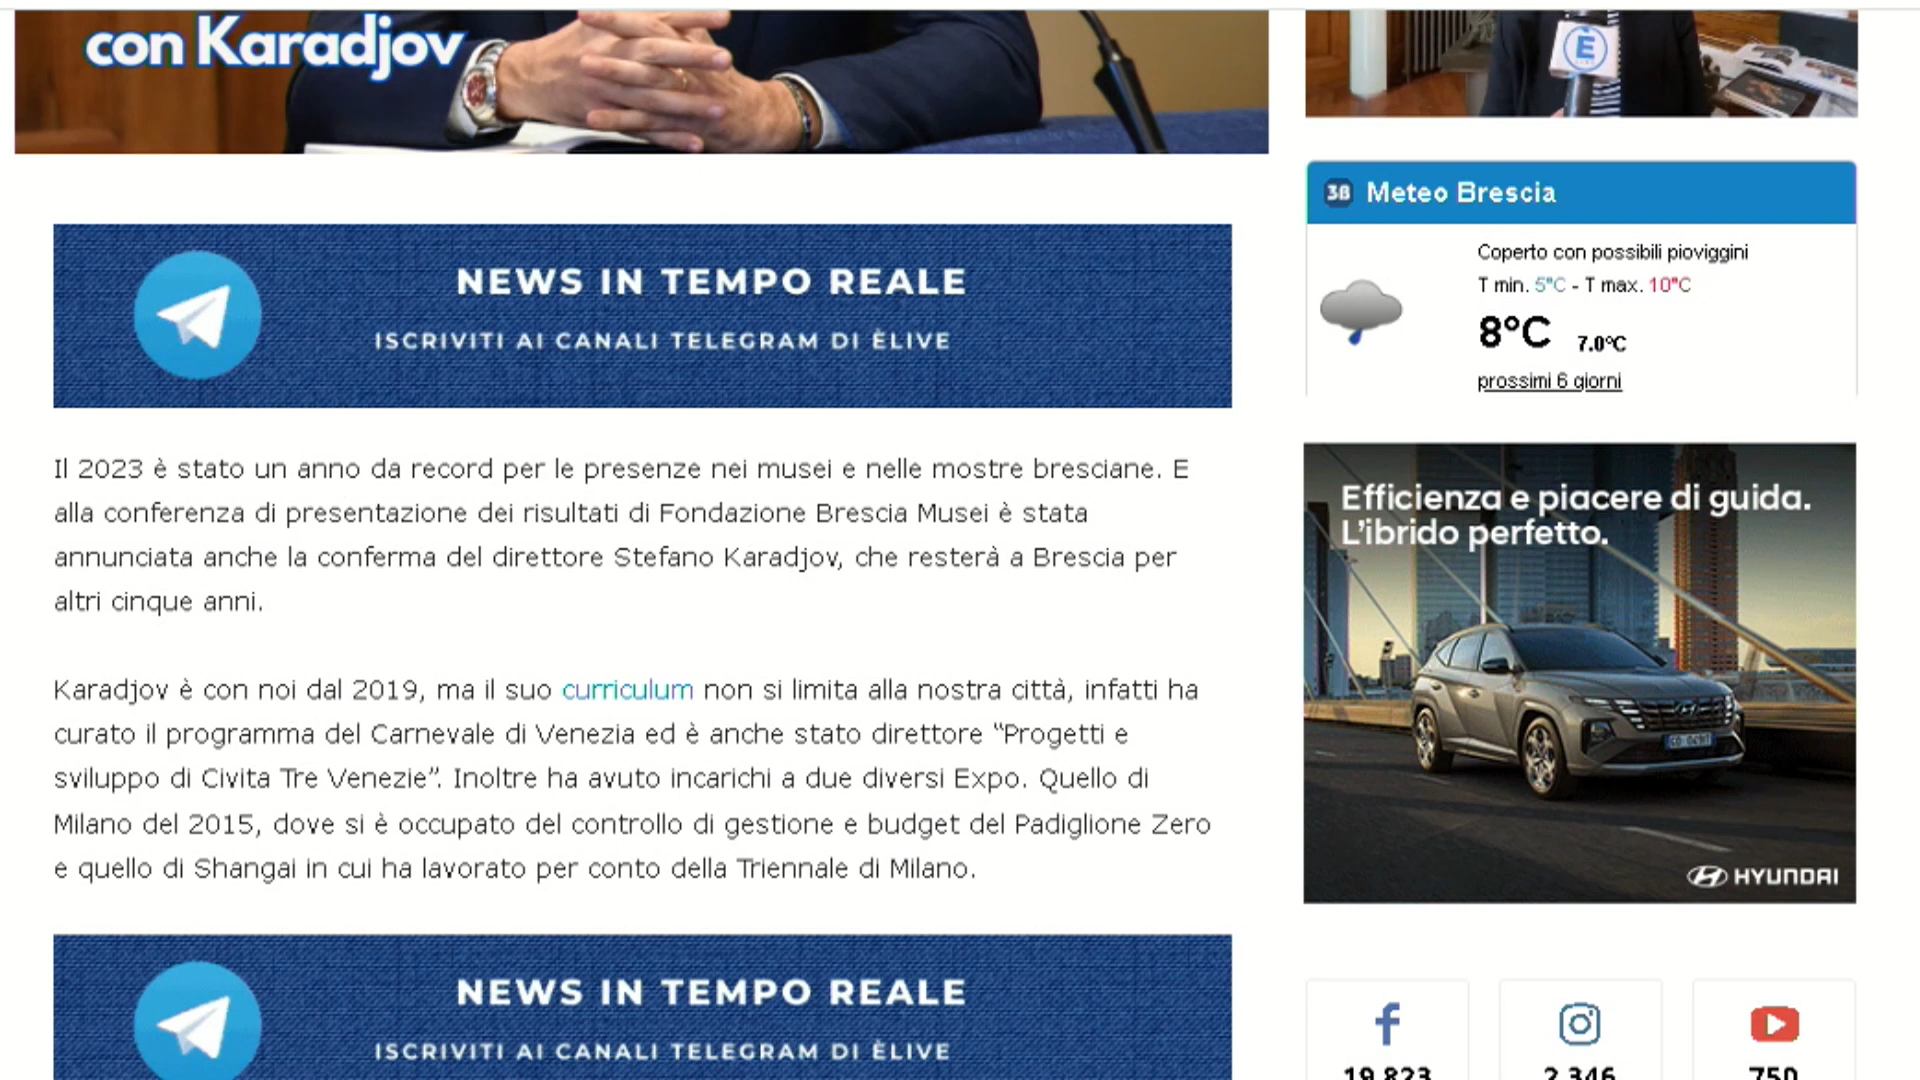 con Karadjov
È
3B Meteo Brescia
Coperto con possibili pioviggini
T min. 5°C - T max. 10°C
8°C 7.0°C
prossimi 6 giorni
NEWS IN TEMPO REALE
ISCRIVITI AI CANALI TELEGRAM DI ÈLIVE
Il 2023 è stato un anno da record per le presenze nei musei e nelle mostre bresciane. E
alla conferenza di presentazione dei risultati di Fondazione Brescia Musei è stata
annunciata anche la conferma del direttore Stefano Karadjov, che resterà a Brescia per
altri cinque anni.
Karadjov è con noi dal 2019, ma il suo curriculum non si limita alla nostra città, infatti ha
curato il programma del Carnevale di Venezia ed è anche stato direttore “Progetti e
sviluppo di Civita Tre Venezie”. Inoltre ha avuto incarichi a due diversi Expo. Quello di
Milano del 2015, dove si è occupato del controllo di gestione e budget del Padiglione Zero
e quello di Shangai in cui ha lavorato per conto della Triennale di Milano.
Efficienza e piacere di guida.
L'ibrido perfetto.
HYUNDAI
NEWS IN TEMPO REALE
ISCRIVITI AI CANALI TELEGRAM DI ÈLIVE
19.823
2.346
750